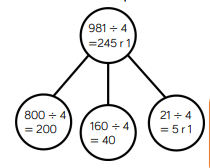 981 ÷ 4
=245 r 1
800 ÷ 4
= 200
160 ÷ 4
= 40
21 ÷ 4
= 5 r 1